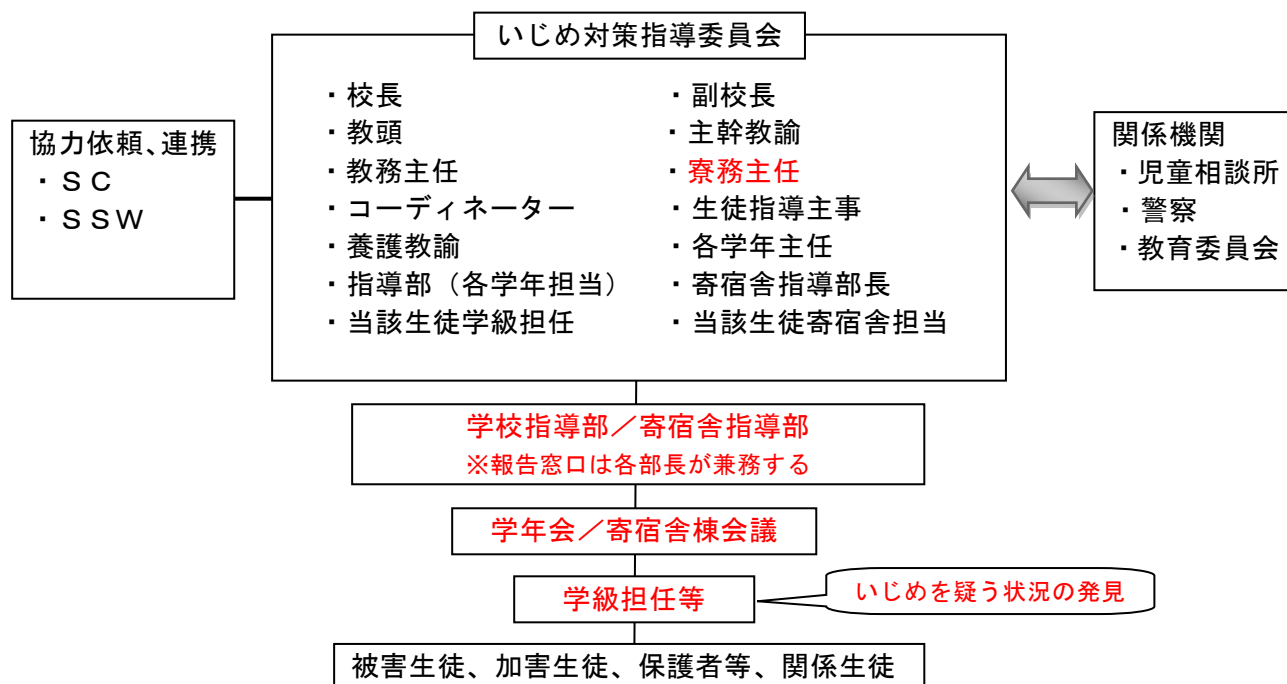 いじめ対策指導委員会
・校長
・副校長
・教頭
・主幹教諭
・教務主任
・寮務主任
・コーディネーター
・生徒指導主事
・養護教諭
・各学年主任
・指導部（各学年担当）
・寄宿舎指導部長
・当該生徒学級担任
・当該生徒寄宿舎担当
協力依頼、連携
・ＳＣ
・ＳＳＷ
関係機関
・児童相談所
・警察
・教育委員会
学校指導部／寄宿舎指導部
※報告窓口は各部長が兼務する
学年会／寄宿舎棟会議
学級担任等
いじめを疑う状況の発見
被害生徒、加害生徒、保護者等、関係生徒